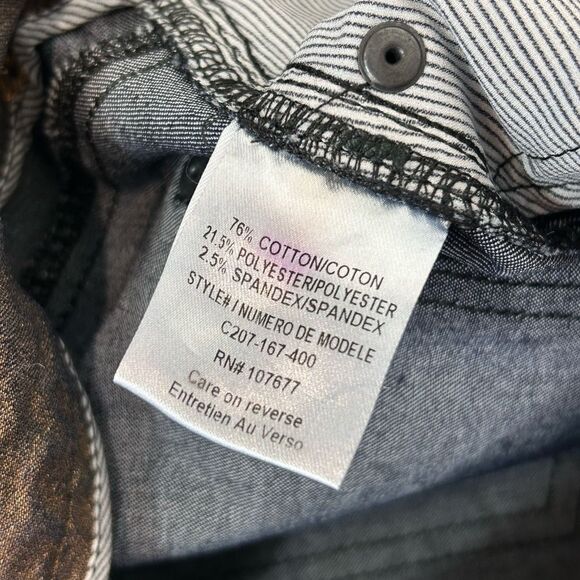 76% COTTON/COTON
21.5% POLYESTER/POLYESTER
2.5% SPANDEX/SPANDEX
STYLE# / NUMERO DE MODELE
C207-167-400
RN# 107677
Care on reverse
Entretien Au Verso